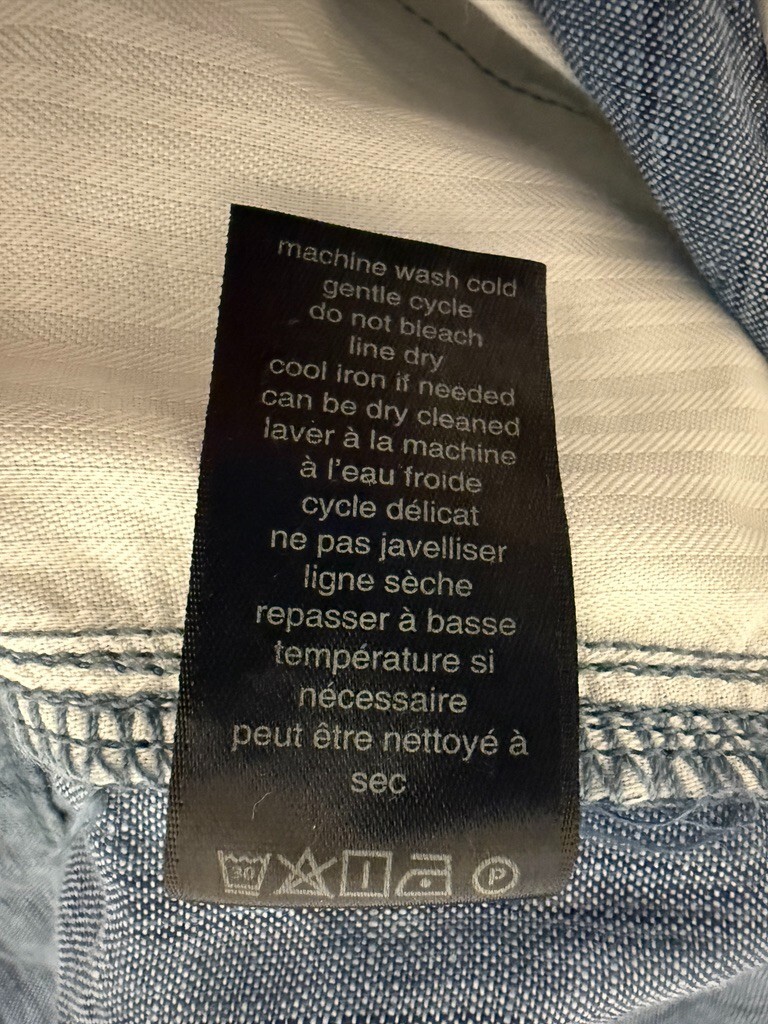 machine wash cold
gentle cycle
do not bleach
line dry
cool iron if needed
can be dry cleaned
laver à la machine
à l'eau froide
cycle délicat
ne pas javelliser
ligne sèche
repasser à basse
température si
nécessaire
peut être nettoyé à
sec
30 P